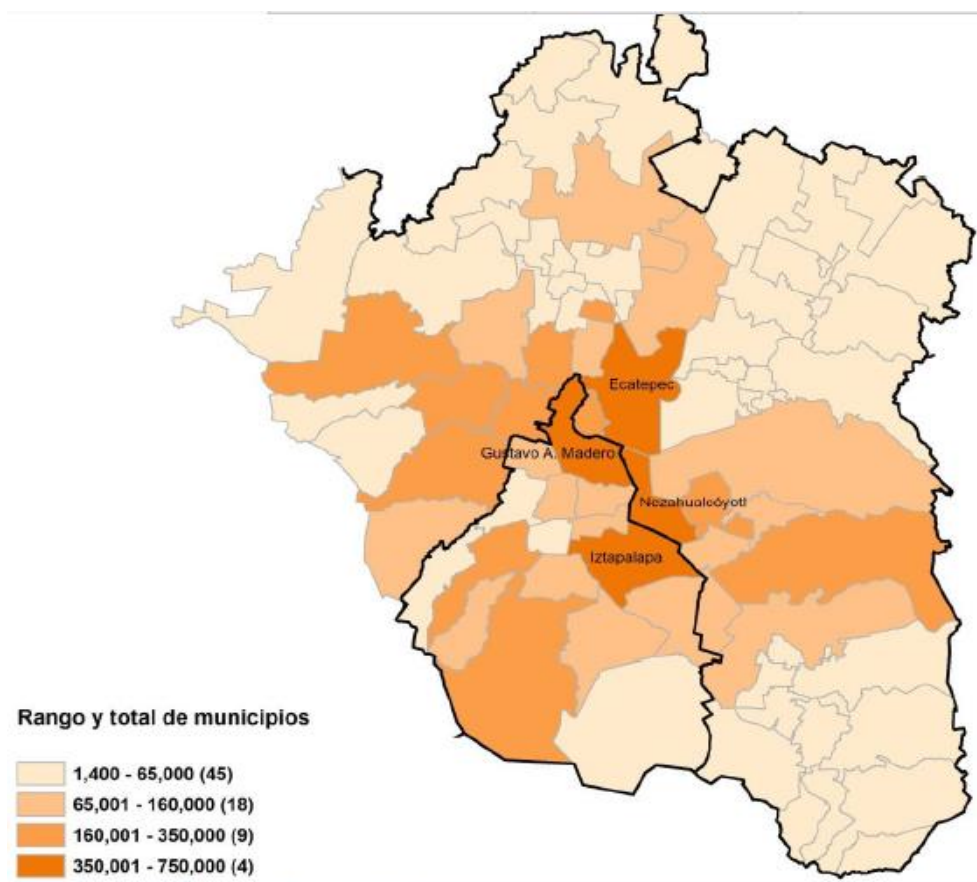 Ecatepec
Gustavo A. Madero
Nezahualcóyotl
Iztapalapa
Rango y total de municipios
1,400 - 65,000 (45)
65,001 - 160,000 (18)
160,001 - 350,000 (9)
350,001 - 750,000 (4)